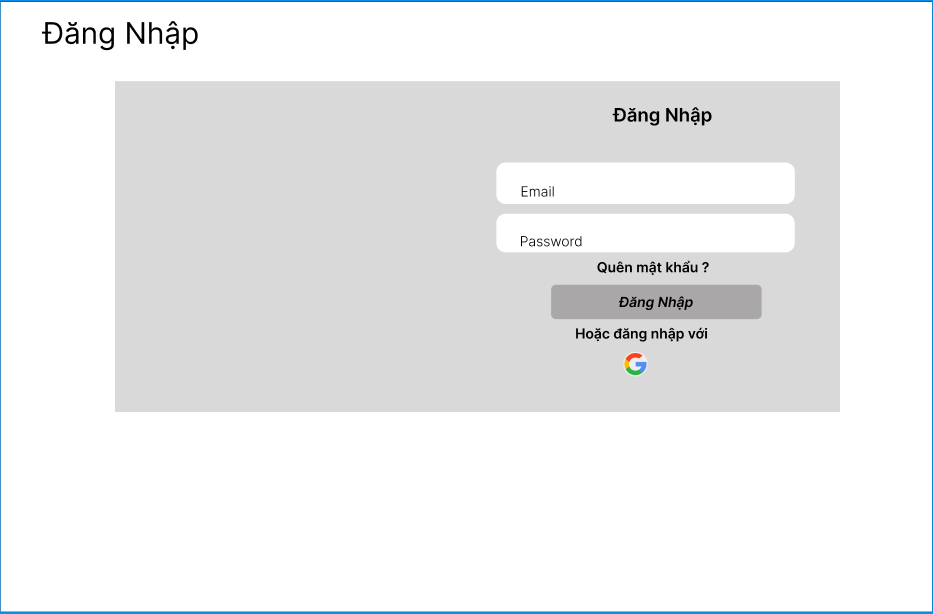 Đăng Nhập
Đăng Nhập
Email
Password
Quên mật khẩu ?
Đăng Nhập
Hoặc đăng nhập với